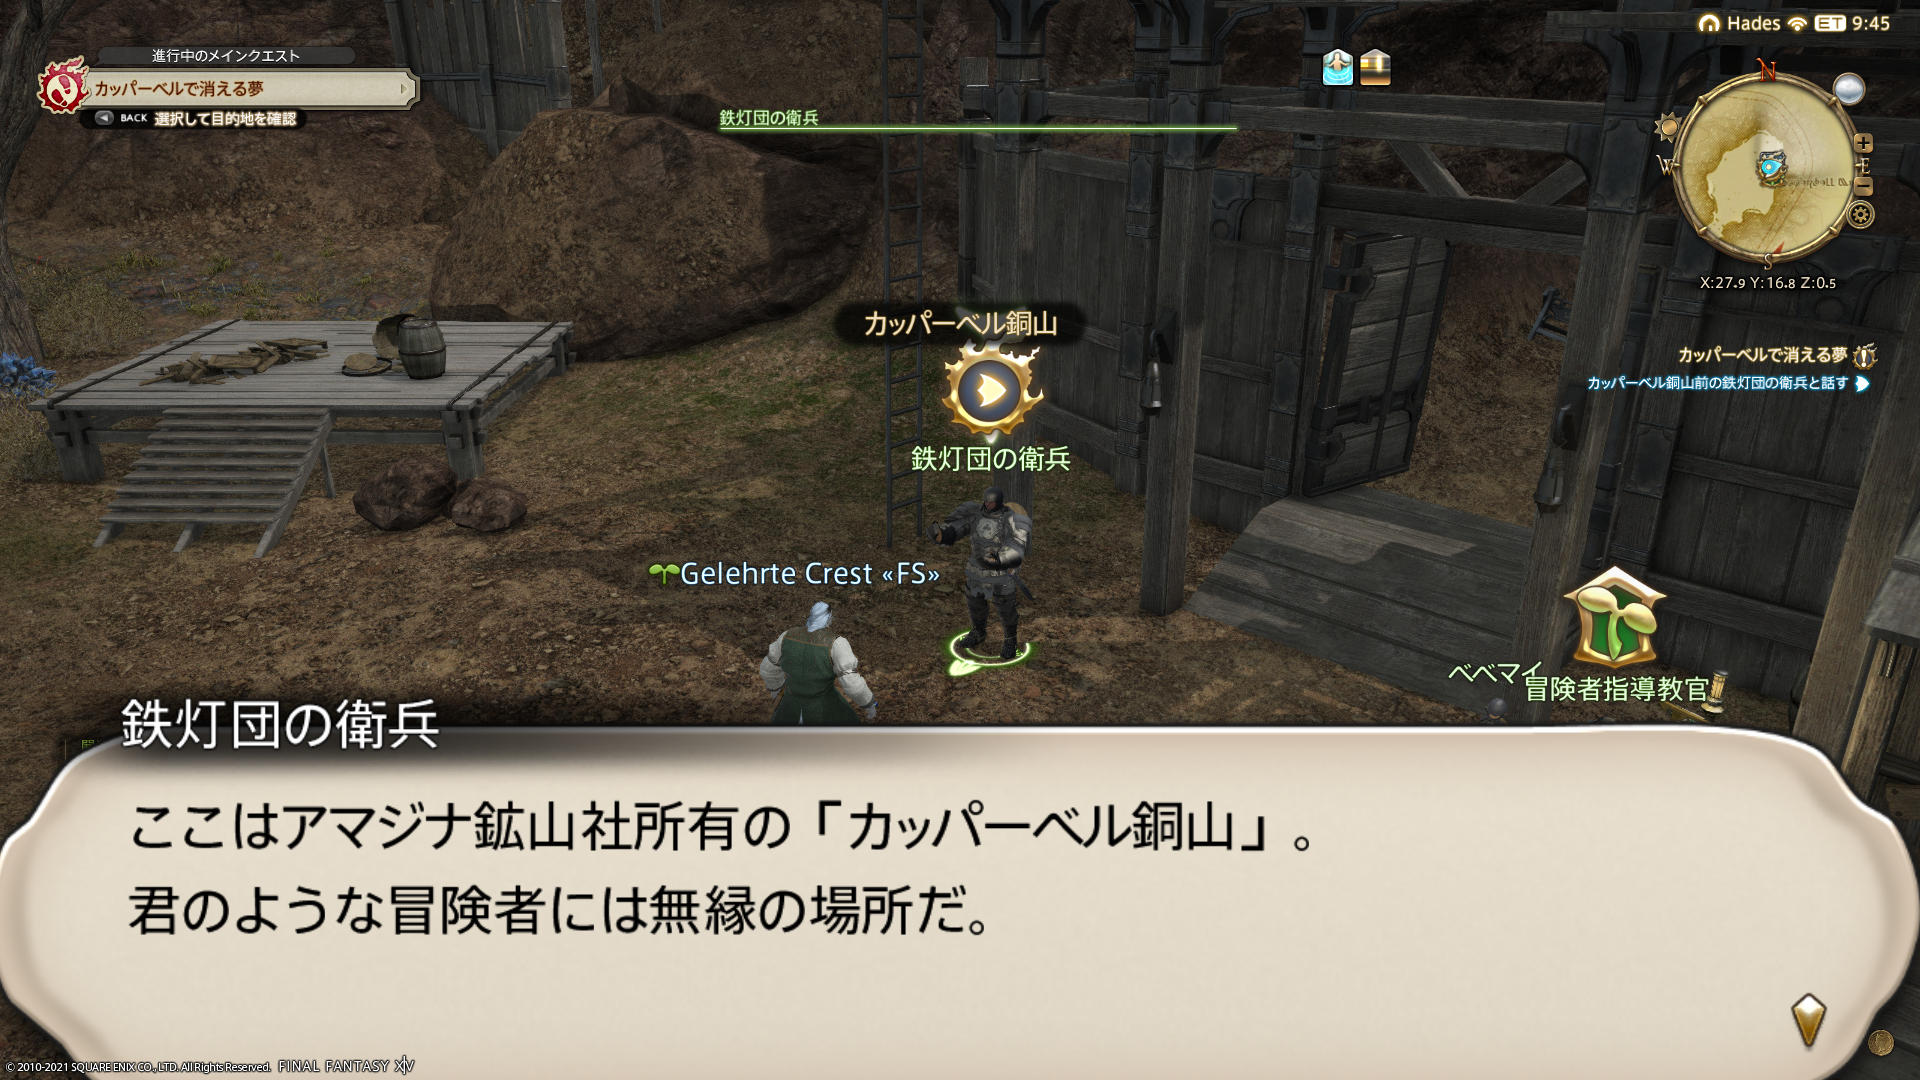 進行中のメインクエスト
カッパーベルで消える夢
BACK 選択して目的地を確認
鉄灯団の衛兵
Hades ET 9:45
N
W
E
S
X:27.9 Y:16.8 Z:0.5
カッパーベルで消える夢
カッパーベル銅山前の鉄灯団の衛兵と話す
カッパーベル銅山
鉄灯団の衛兵
Gelehrte Crest «FS»
ベベマイ
冒険者指導教官
鉄灯団の衛兵
ここはアマジナ鉱山社所有の「カッパーベル銅山」。
君のような冒険者には無縁の場所だ。
© 2010-2021 SQUARE ENIX CO., LTD. All Rights Reserved. FINAL FANTASY XIV